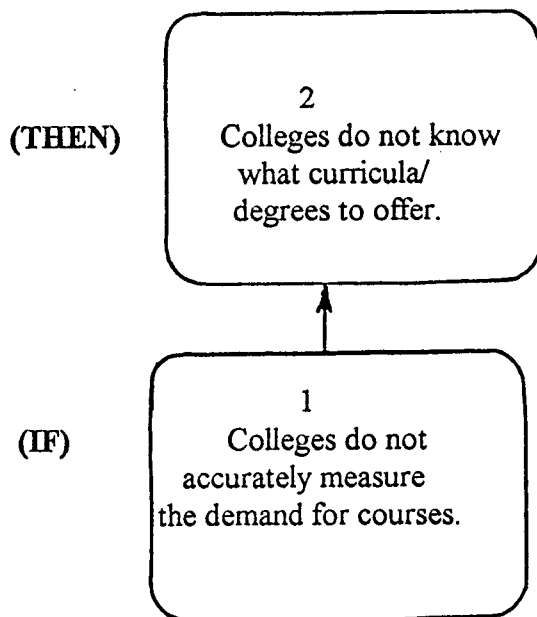 2
(THEN)
Colleges do not know
what curricula/
degrees to offer.
1
(IF)
Colleges do not
accurately measure
the demand for courses.